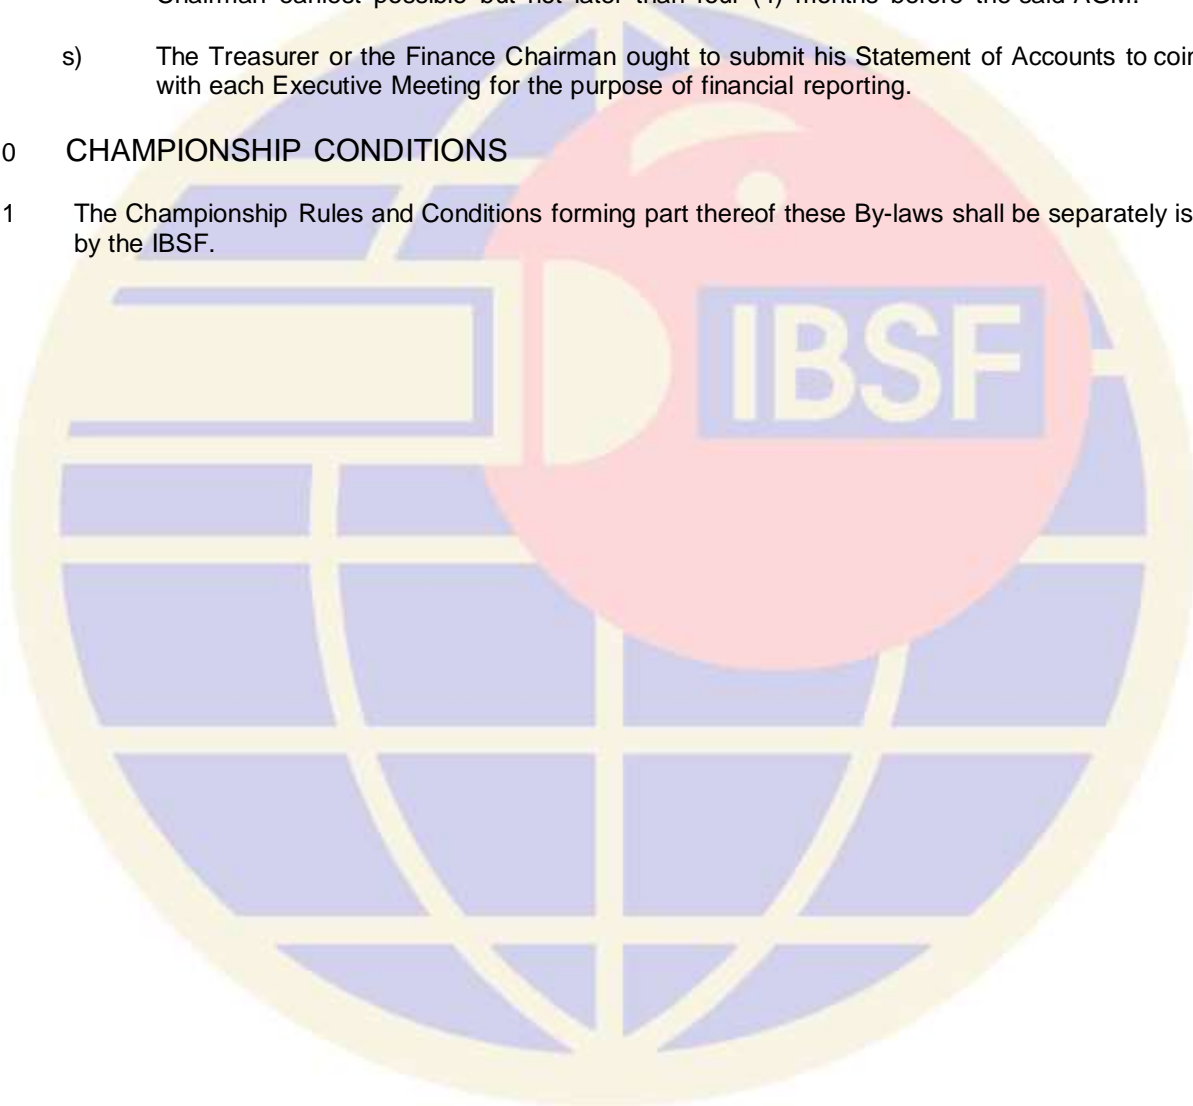 Chairman earliest possible but not later than four (4) months before the said AGM.
s) The Treasurer or the Finance Chairman ought to submit his Statement of Accounts to coin
with each Executive Meeting for the purpose of financial reporting.
0 CHAMPIONSHIP CONDITIONS
1 The Championship Rules and Conditions forming part thereof these By-laws shall be separately is
by the IBSF.
IBSF